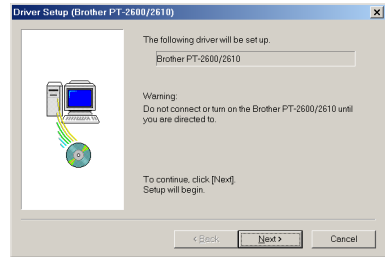 Driver Setup (Brother PT-2600/2610)
The following driver will be set up.
Brother PT-2600/2610
Warning:
Do not connect or turn on the Brother PT-2600/2610 until
you are directed to.
To continue, click [Next].
Setup will begin.
< Back
Next >
Cancel